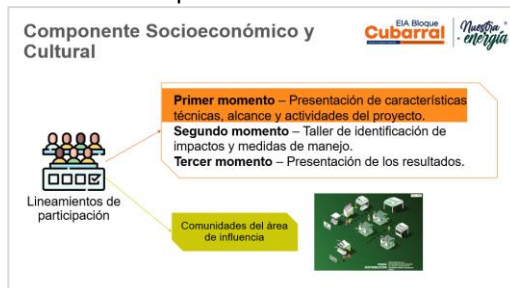 Componente Socioeconómico y
Cultural
EIA Bloque
Cubarral
Nuestra
energía
Primer momento – Presentación de características
técnicas, alcance y actividades del proyecto.
Segundo momento – Taller de identificación de
impactos y medidas de manejo.
Tercer momento – Presentación de los resultados.
Lineamientos de
participación
Comunidades del área
de influencia